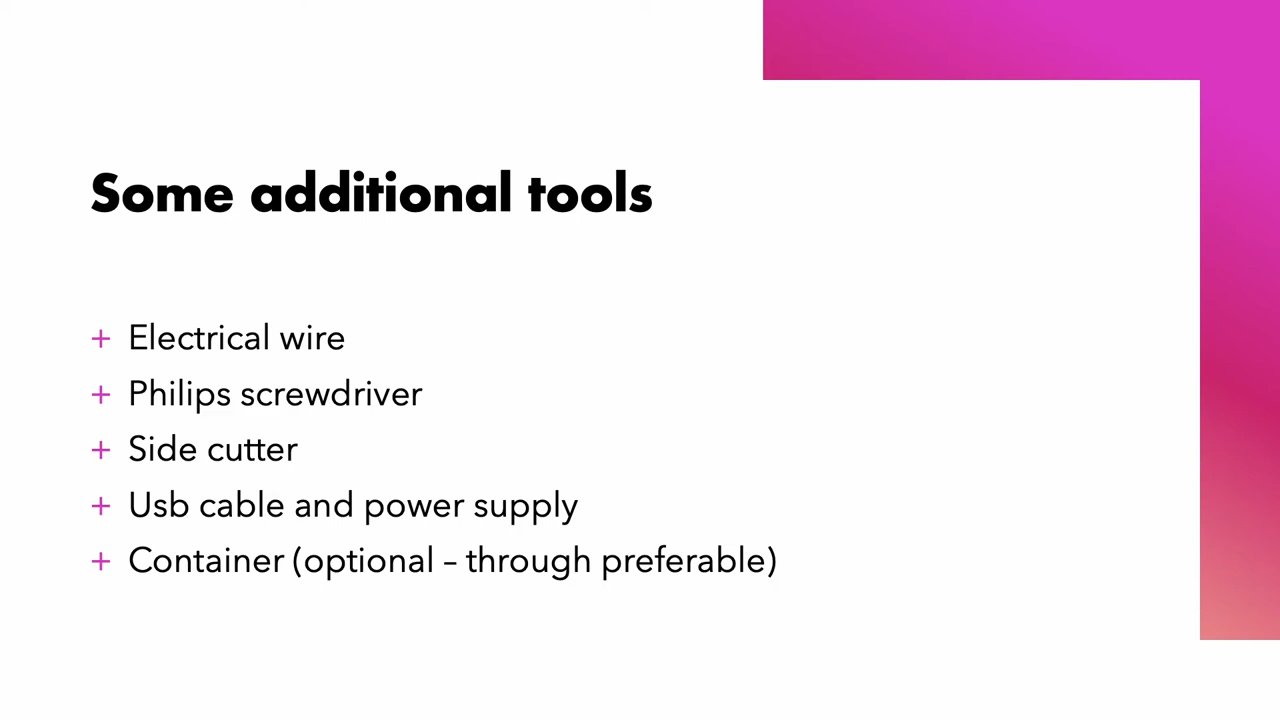 Some additional tools
+ Electrical wire
+ Philips screwdriver
+ Side cutter
+ Usb cable and power supply
+ Container (optional – through preferable)